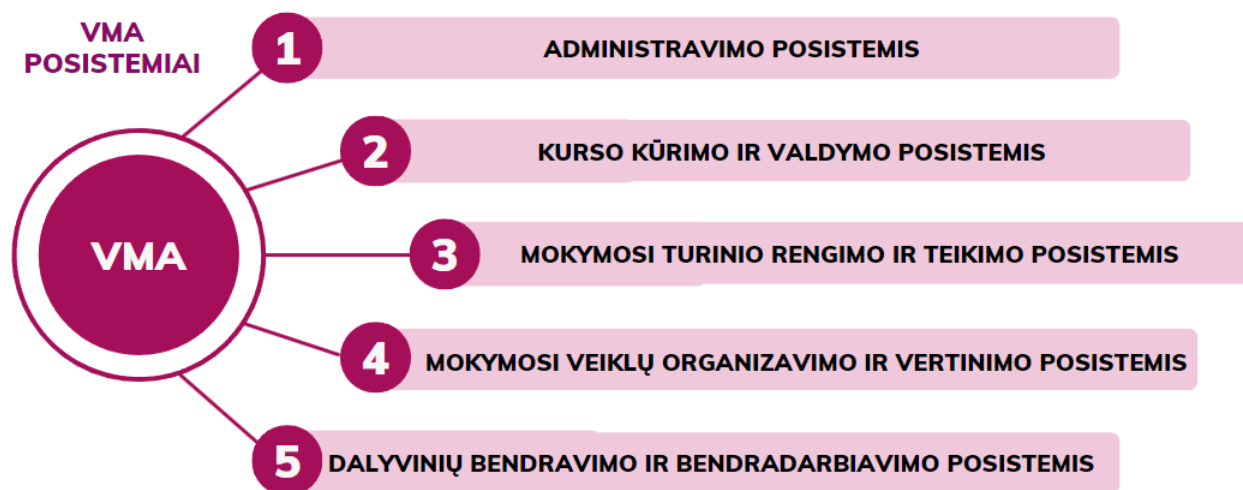 VMA
POSISTEMIAI
1
ADMINISTRAVIMO POSISTEMIS
2
KURSO KŪRIMO IR VALDYMO POSISTEMIS
VMA
3
MOKYMOSI TURINIO RENGIMO IR TEIKIMO POSISTEMIS
4
MOKYMOSI VEIKLŲ ORGANIZAVIMO IR VERTINIMO POSISTEMIS
5
DALYVINIŲ BENDRAVIMO IR BENDRADARBIAVIMO POSISTEMIS